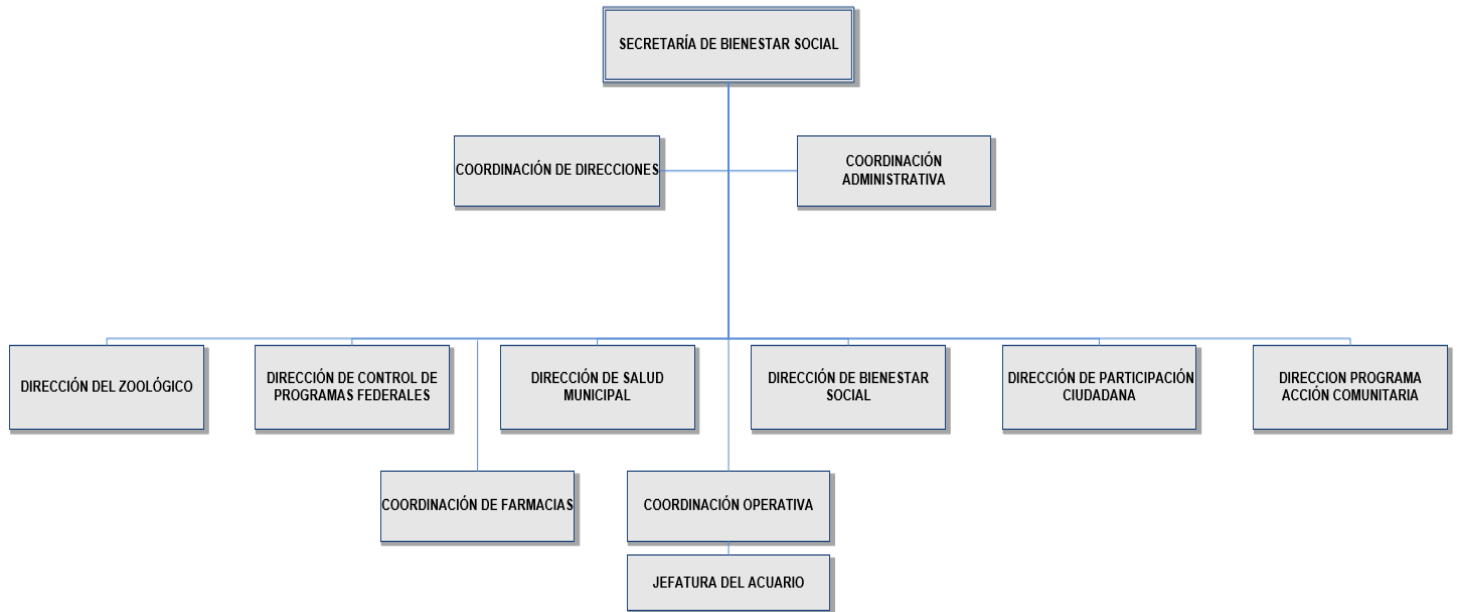 SECRETARÍA DE BIENESTAR SOCIAL
COORDINACIÓN DE DIRECCIONES
COORDINACIÓN
ADMINISTRATIVA
DIRECCIÓN DEL ZOOLÓGICO
DIRECCIÓN DE CONTROL DE
PROGRAMAS FEDERALES
DIRECCIÓN DE SALUD
MUNICIPAL
DIRECCIÓN DE BIENESTAR
SOCIAL
DIRECCIÓN DE PARTICIPACIÓN
CIUDADANA
DIRECCION PROGRAMA
ACCIÓN COMUNITARIA
COORDINACIÓN DE FARMACIAS
COORDINACIÓN OPERATIVA
JEFATURA DEL ACUARIO